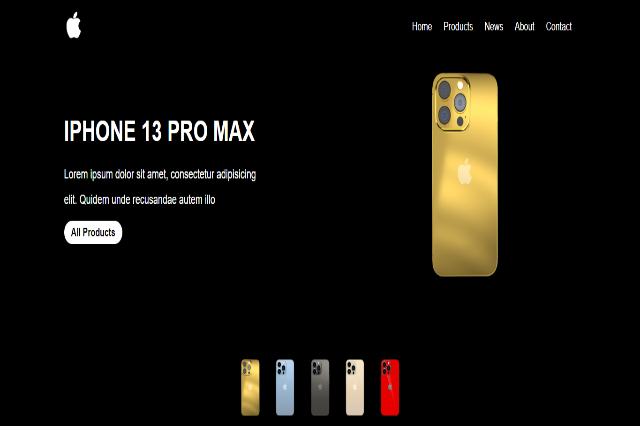 Home Products News About Contact
IPHONE 13 PRO MAX
Lorem ipsum dolor sit amet, consectetur adipisicing
elit. Quidem unde recusandae autem illo
All Products